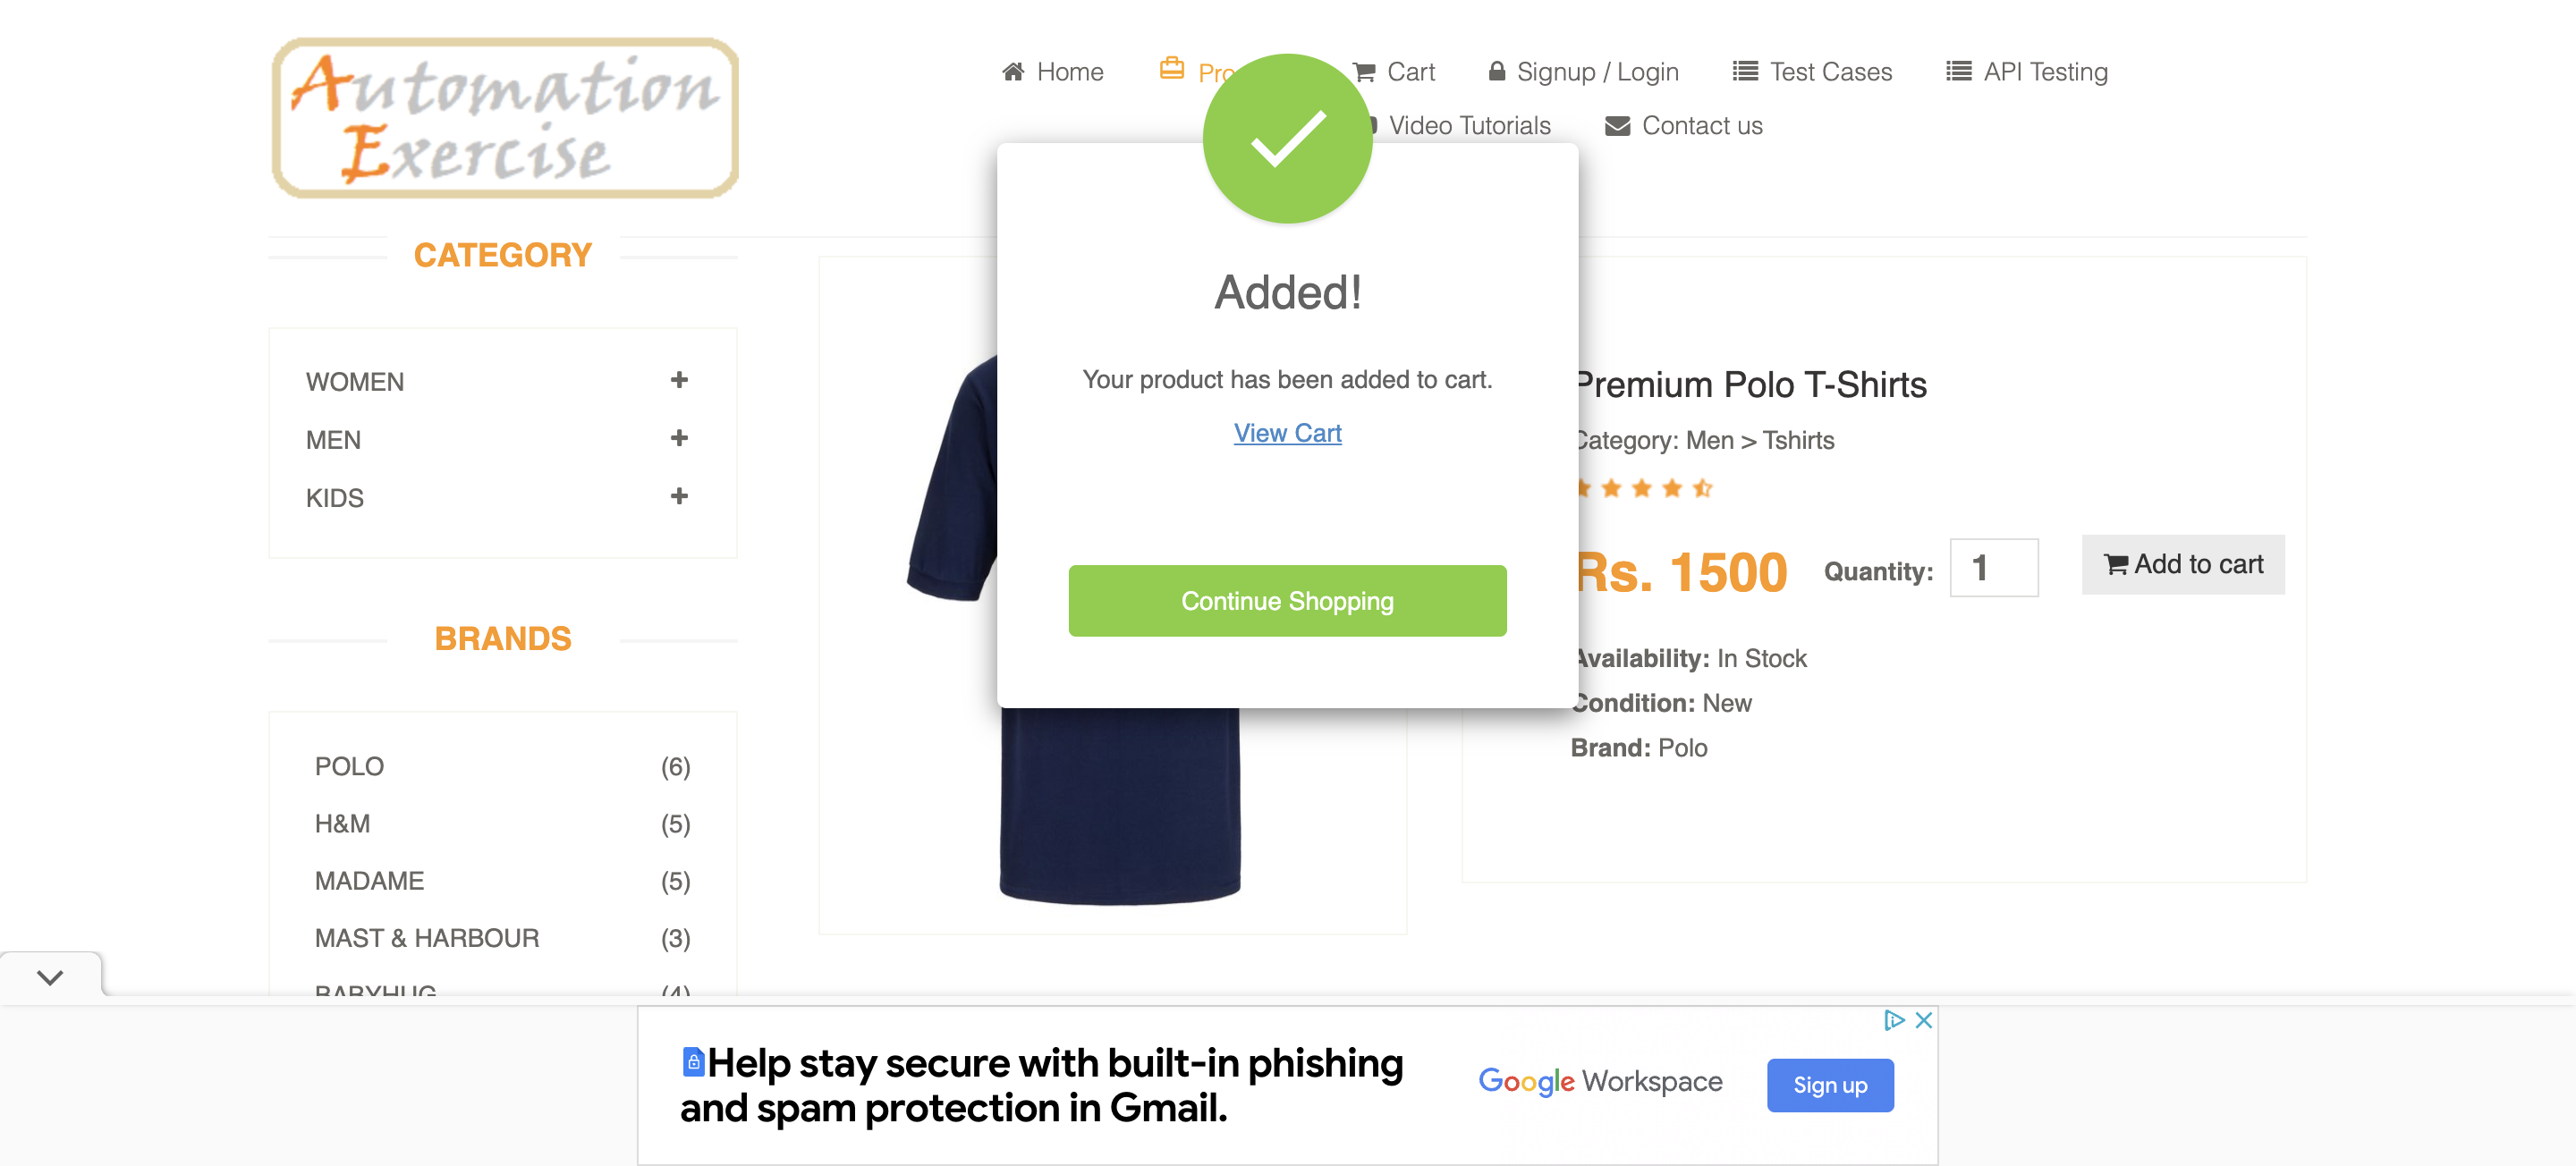 Automation
Exercise
Home
Cart
Signup / Login
Test Cases
API Testing
Video Tutorials
Contact us
CATEGORY
WOMEN
MEN
KIDS
BRANDS
POLO (6)
H&M (5)
MADAME (5)
MAST & HARBOUR (3)
BABYHUG (4)
Added!
Your product has been added to cart.
View Cart
Continue Shopping
Premium Polo T-Shirts
Category: Men > Tshirts
Rs. 1500 Quantity: 1 Add to cart
Availability: In Stock
Condition: New
Brand: Polo
Help stay secure with built-in phishing
and spam protection in Gmail.
Google Workspace
Sign up